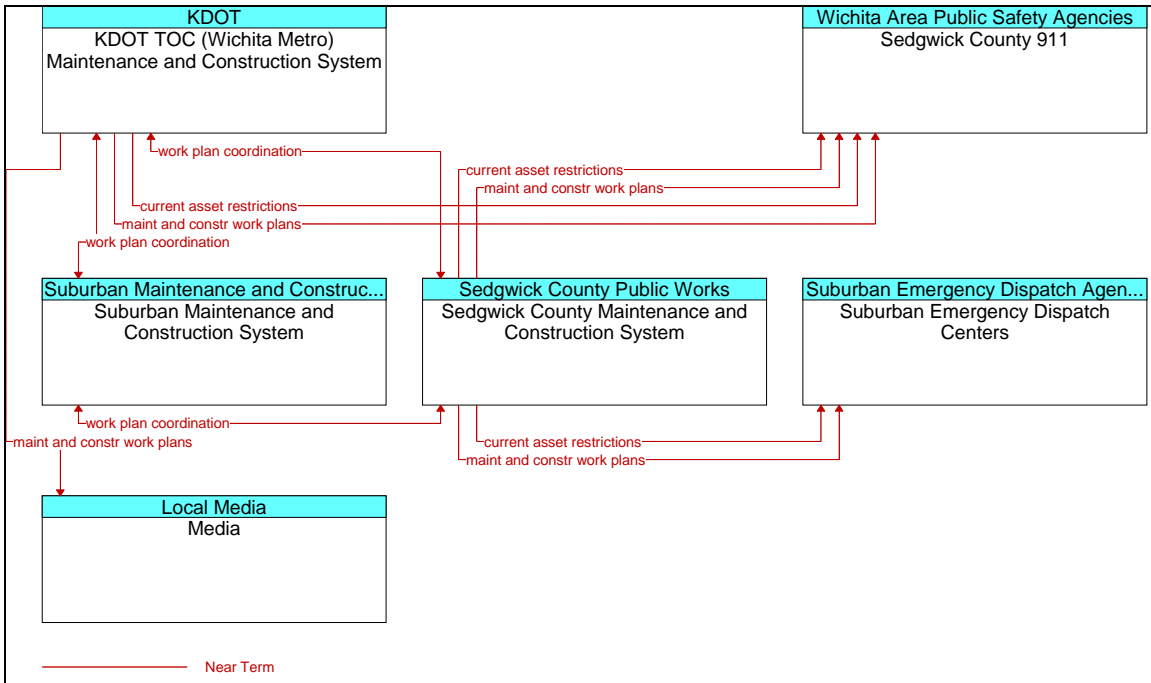 KDOT
KDOT TOC (Wichita Metro)
Maintenance and Construction System
Wichita Area Public Safety Agencies
Sedgwick County 911
work plan coordination
current asset restrictions
maint and constr work plans
current asset restrictions
maint and constr work plans
work plan coordination
Suburban Maintenance and Construc...
Suburban Maintenance and
Construction System
Sedgwick County Public Works
Sedgwick County Maintenance and
Construction System
Suburban Emergency Dispatch Agen...
Suburban Emergency Dispatch
Centers
work plan coordination
maint and constr work plans
current asset restrictions
maint and constr work plans
Local Media
Media
Near Term